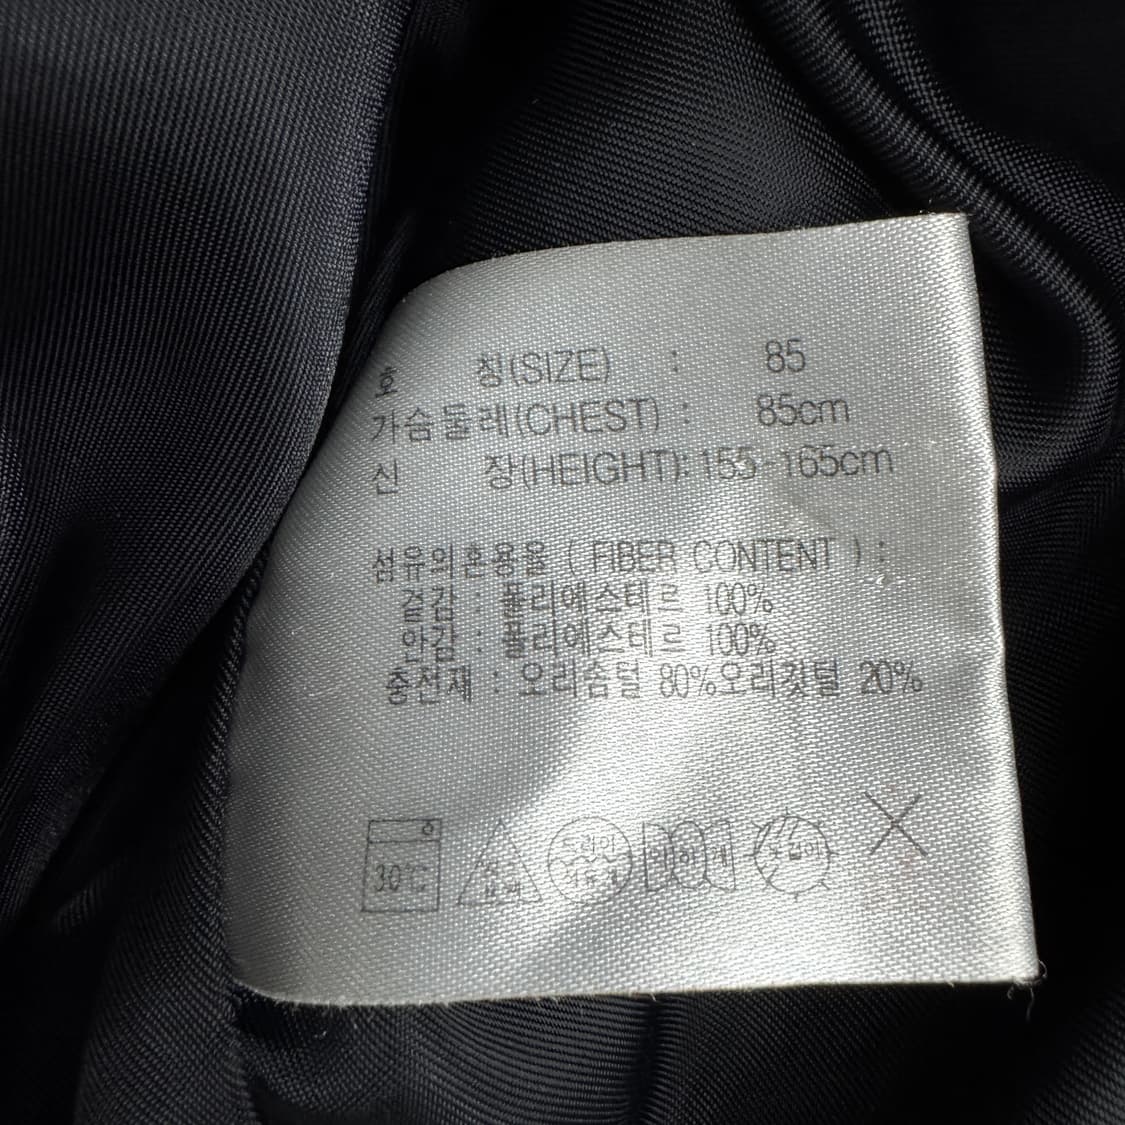 호 칭(SIZE) : 85
가슴둘레(CHEST) : 85cm
신 장(HEIGHT): 155-165cm
섬유의혼용율 ( FIBER CONTENT ) :
겉감 : 폴리에스테르 100%
안감 : 폴리에스테르 100%
충전재 : 오리솜털 80%오리깃털 20%
30℃